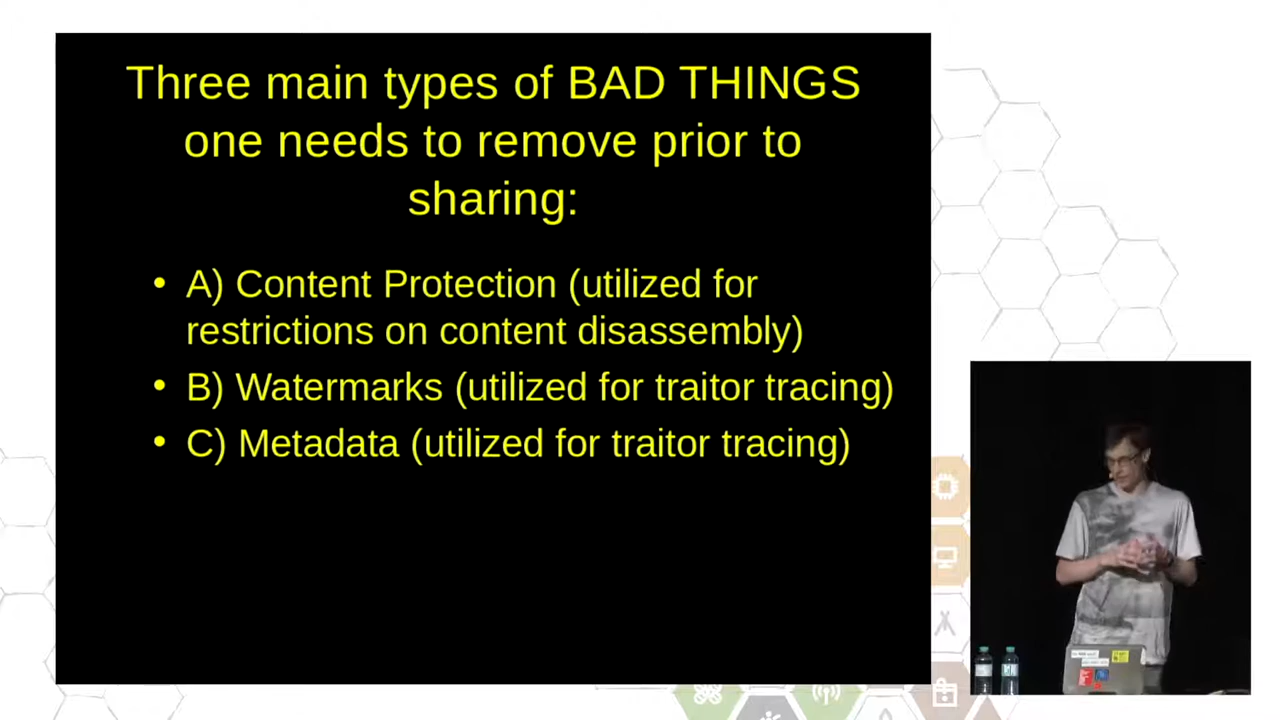 Three main types of BAD THINGS
one needs to remove prior to
sharing:
• A) Content Protection (utilized for
restrictions on content disassembly)
• B) Watermarks (utilized for traitor tracing)
• C) Metadata (utilized for traitor tracing)